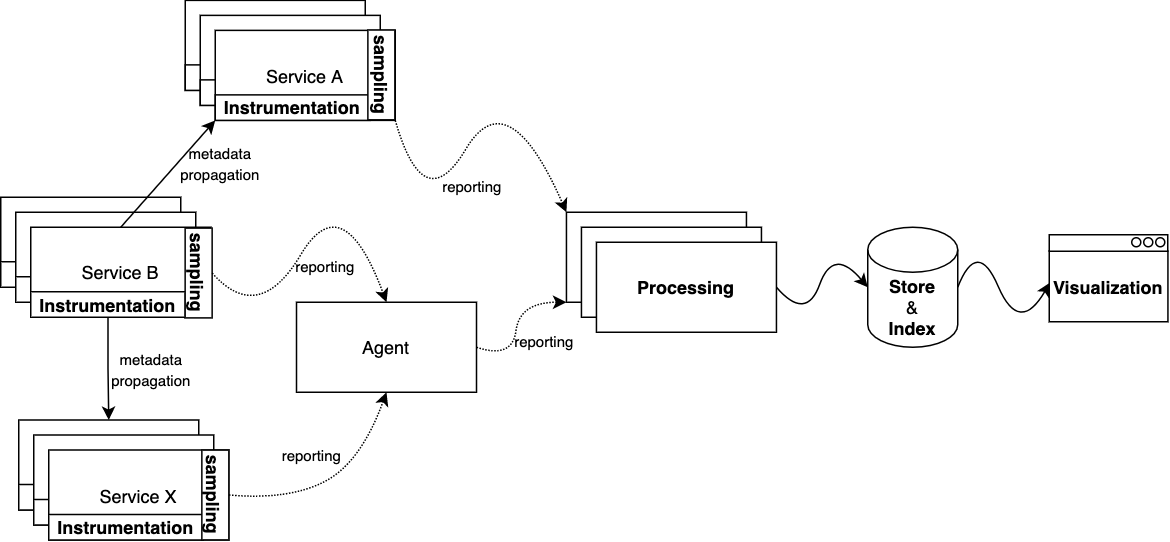 Service A
sampling
Instrumentation
metadata
propagation
reporting
Service B
sampling
Instrumentation
reporting
Agent
reporting
Processing
Store
&
Index
Visualization
metadata
propagation
reporting
Service X
sampling
Instrumentation